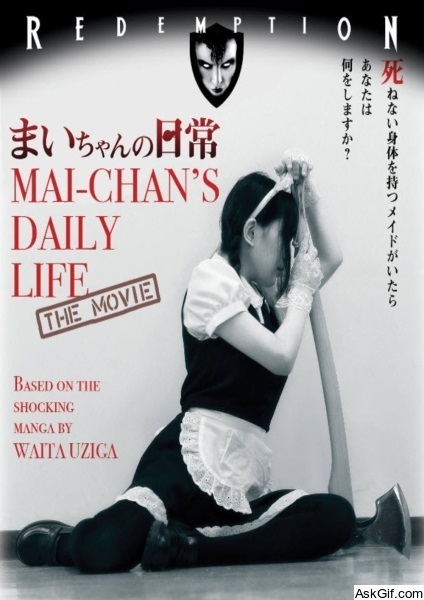 REDEMPTION
死ねない身体を持つメイドがいたら
あなたは
何をしますか?
まいちゃんの日常
MAI-CHAN'S
DAILY
LIFE
THE MOVIE
BASED ON THE
SHOCKING
MANGA BY
WAITA UZIGA
AskGif.com